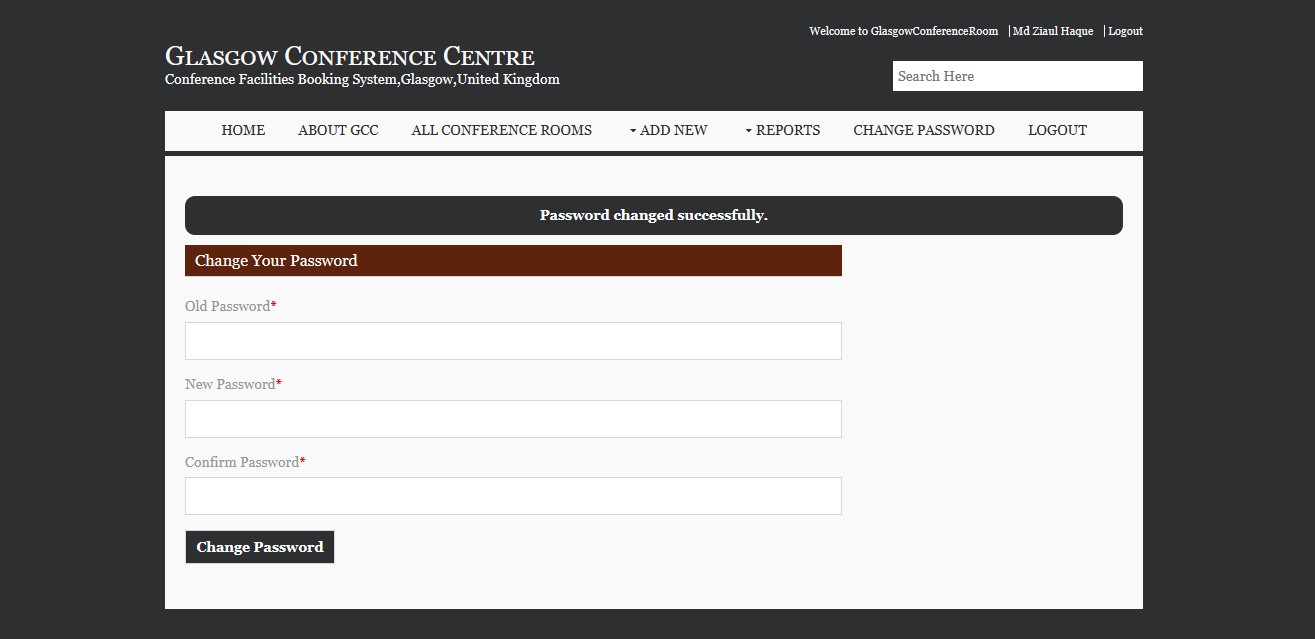 Welcome to GlasgowConferenceRoom | Md Ziaul Haque | Logout
Glasgow Conference Centre
Conference Facilities Booking System,Glasgow,United Kingdom
Search Here
HOME ABOUT GCC ALL CONFERENCE ROOMS ADD NEW REPORTS CHANGE PASSWORD LOGOUT
Password changed successfully.
Change Your Password
Old Password*
New Password*
Confirm Password*
Change Password